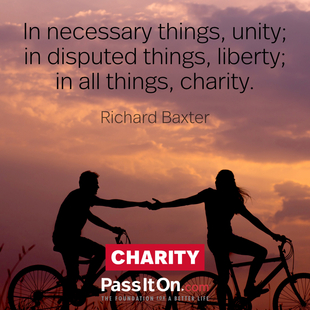 In necessary things, unity;
in disputed things, liberty;
in all things, charity.
Richard Baxter
CHARITY
PassItOn.com
THE FOUNDATION FOR A BETTER LIFE